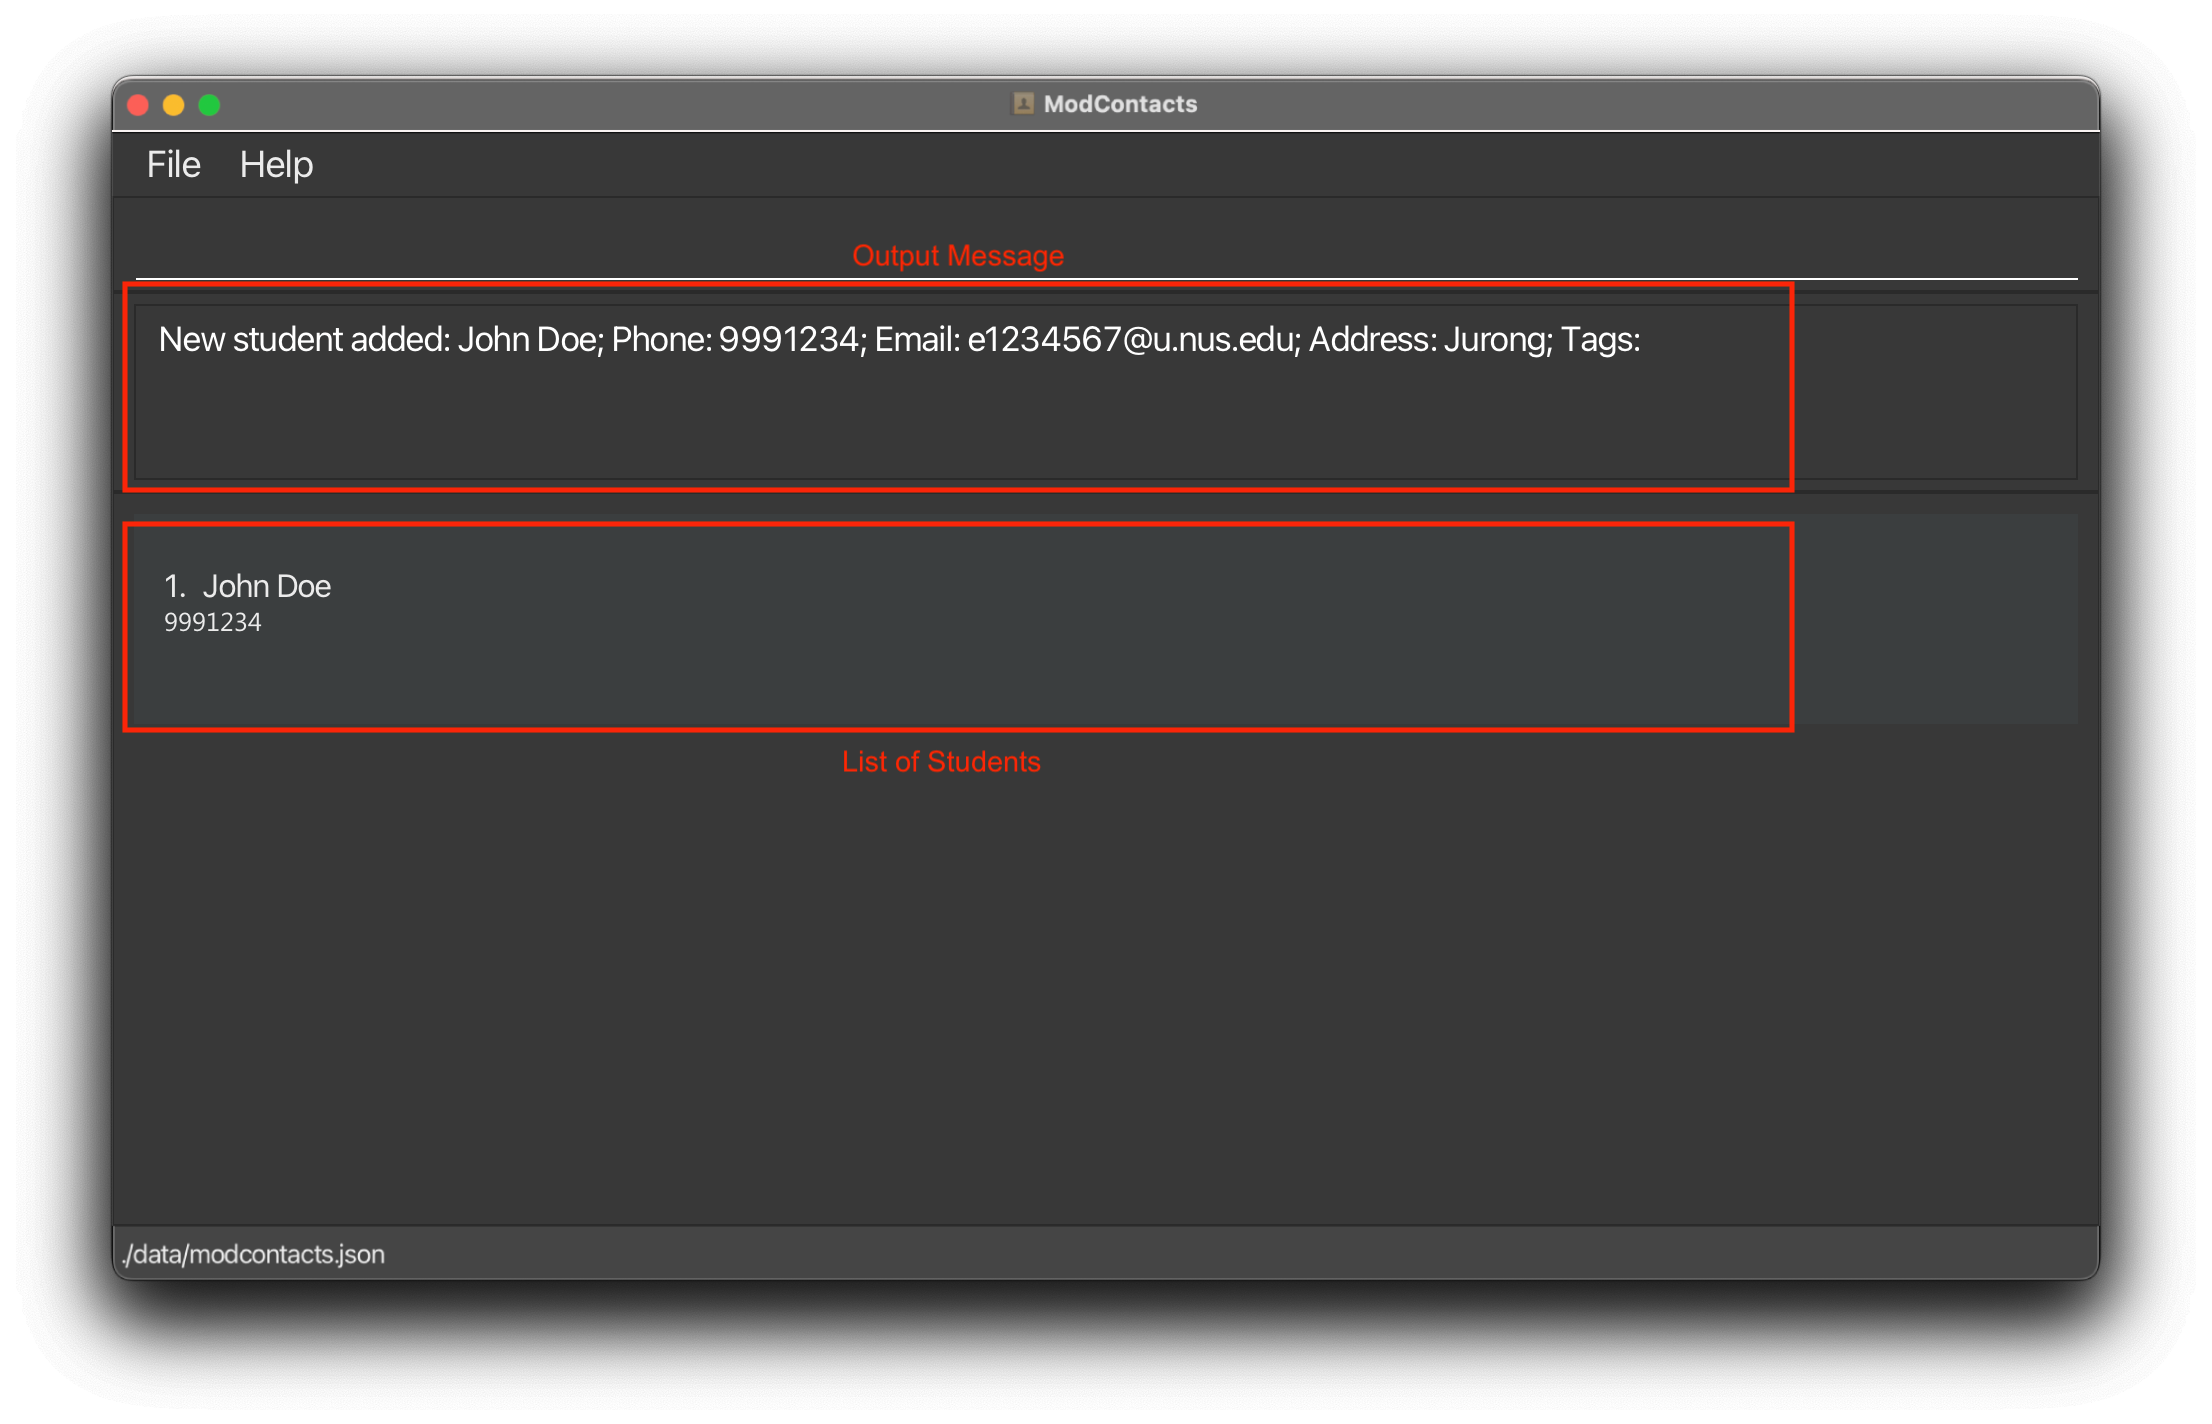 ModContacts
File Help
Output Message
New student added: John Doe; Phone: 9991234; Email: e1234567@u.nus.edu; Address: Jurong; Tags:
1. John Doe
9991234
List of Students
./data/modcontacts.json